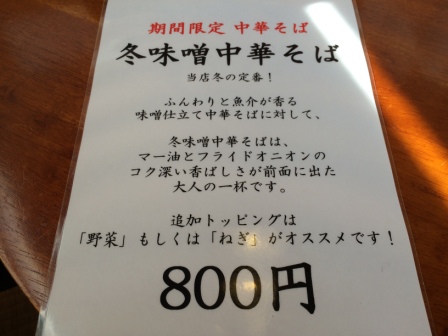 期間限定 中華そば
冬味噌中華そば
当店冬の定番！
ふんわりと魚介が香る
味噌仕立て中華そばに対して、
冬味噌中華そばは、
マー油とフライドオニオンの
コク深い香ばしさが前面に出た
大人の一杯です。
追加トッピングは
「野菜」もしくは「ねぎ」がオススメです！
800円